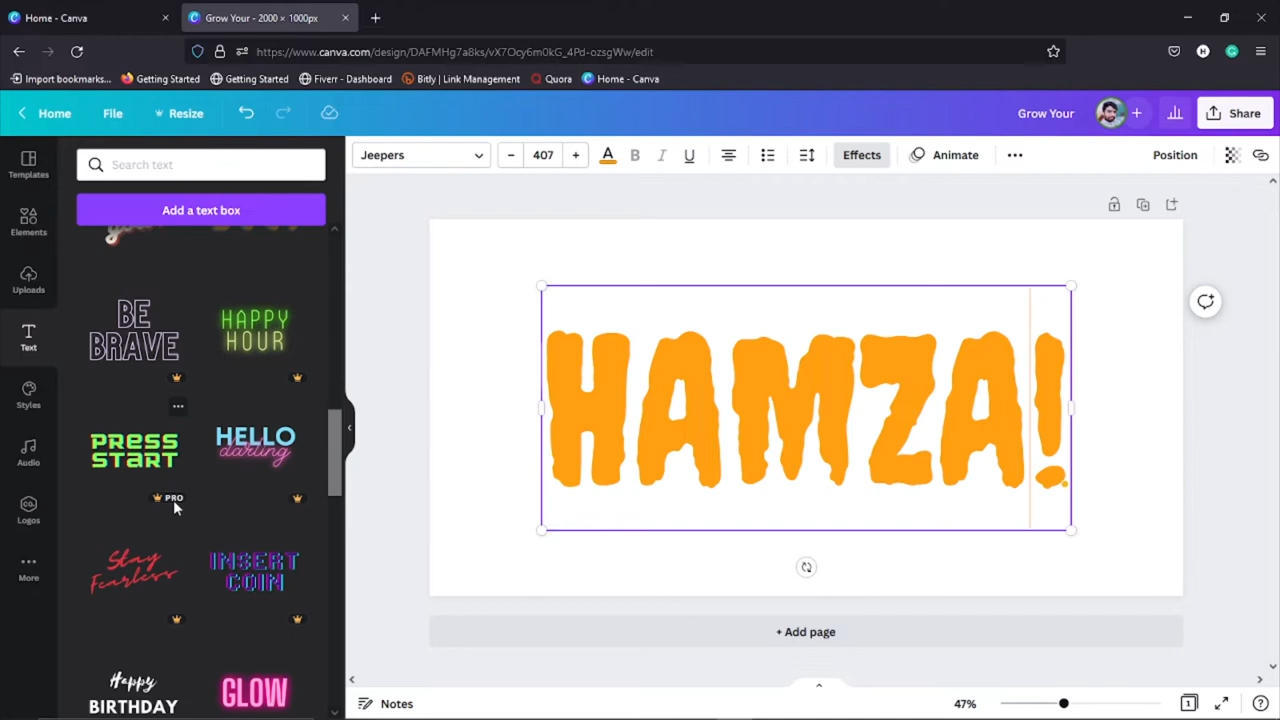 Home - Canva
Grow Your - 2000 × 1000px
https://www.canva.com/design/DAFMHg7a8ks/vX7Ocy6m0kG_4Pd-ozsgWw/edit
H
Import bookmarks...
Getting Started
Getting Started
Fiverr - Dashboard
Bitly | Link Management
Quora
Home - Canva
Home
File
Resize
Grow Your
Share
Templates
Search text
Jeepers
407
Effects
Animate
Position
Add a text box
Elements
Uploads
BE
BRAVE
HAPPY
HOUR
HAMZA!
Text
Styles
PRESS
START
HELLO
darling
Audio
PRO
Logos
Stay
Fearless
INSERT
COIN
More
+ Add page
Happy
BIRTHDAY
GLOW
Notes
47%
1